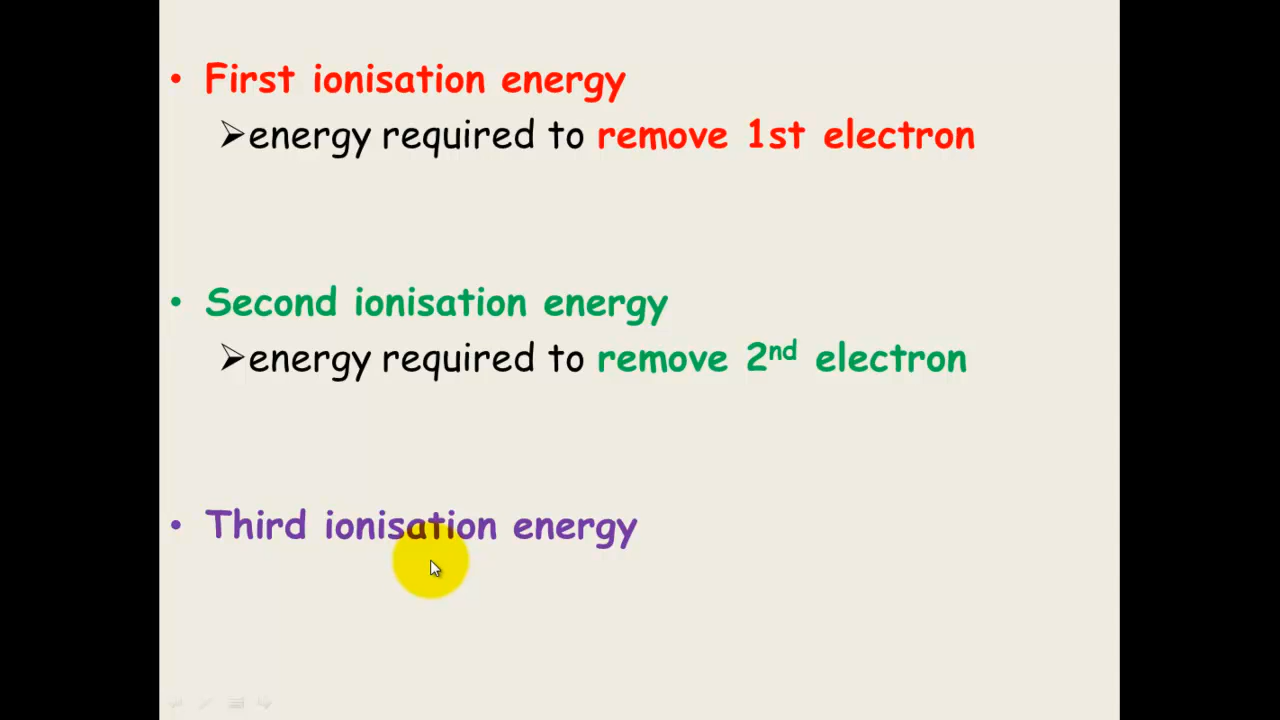 • First ionisation energy
➢energy required to remove 1st electron
• Second ionisation energy
➢energy required to remove 2nd electron
• Third ionisation energy